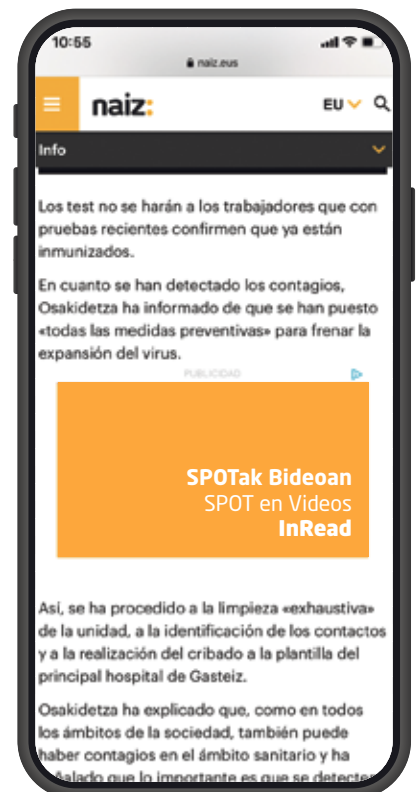 10:55
naiz.eus
naiz:
EU
Info
Los test no se harán a los trabajadores que con
pruebas recientes confirmen que ya están
inmunizados.
En cuanto se han detectado los contagios,
Osakidetza ha informado de que se han puesto
«todas las medidas preventivas» para frenar la
expansión del virus.
PUBLICIDAD
SPOTak Bideoan
SPOT en Videos
InRead
Así, se ha procedido a la limpieza «exhaustiva»
de la unidad, a la identificación de los contactos
y a la realización del cribado a la plantilla del
principal hospital de Gasteiz.
Osakidetza ha explicado que, como en todos
los ámbitos de la sociedad, también puede
haber contagios en el ámbito sanitario y ha
que lo importante es que se